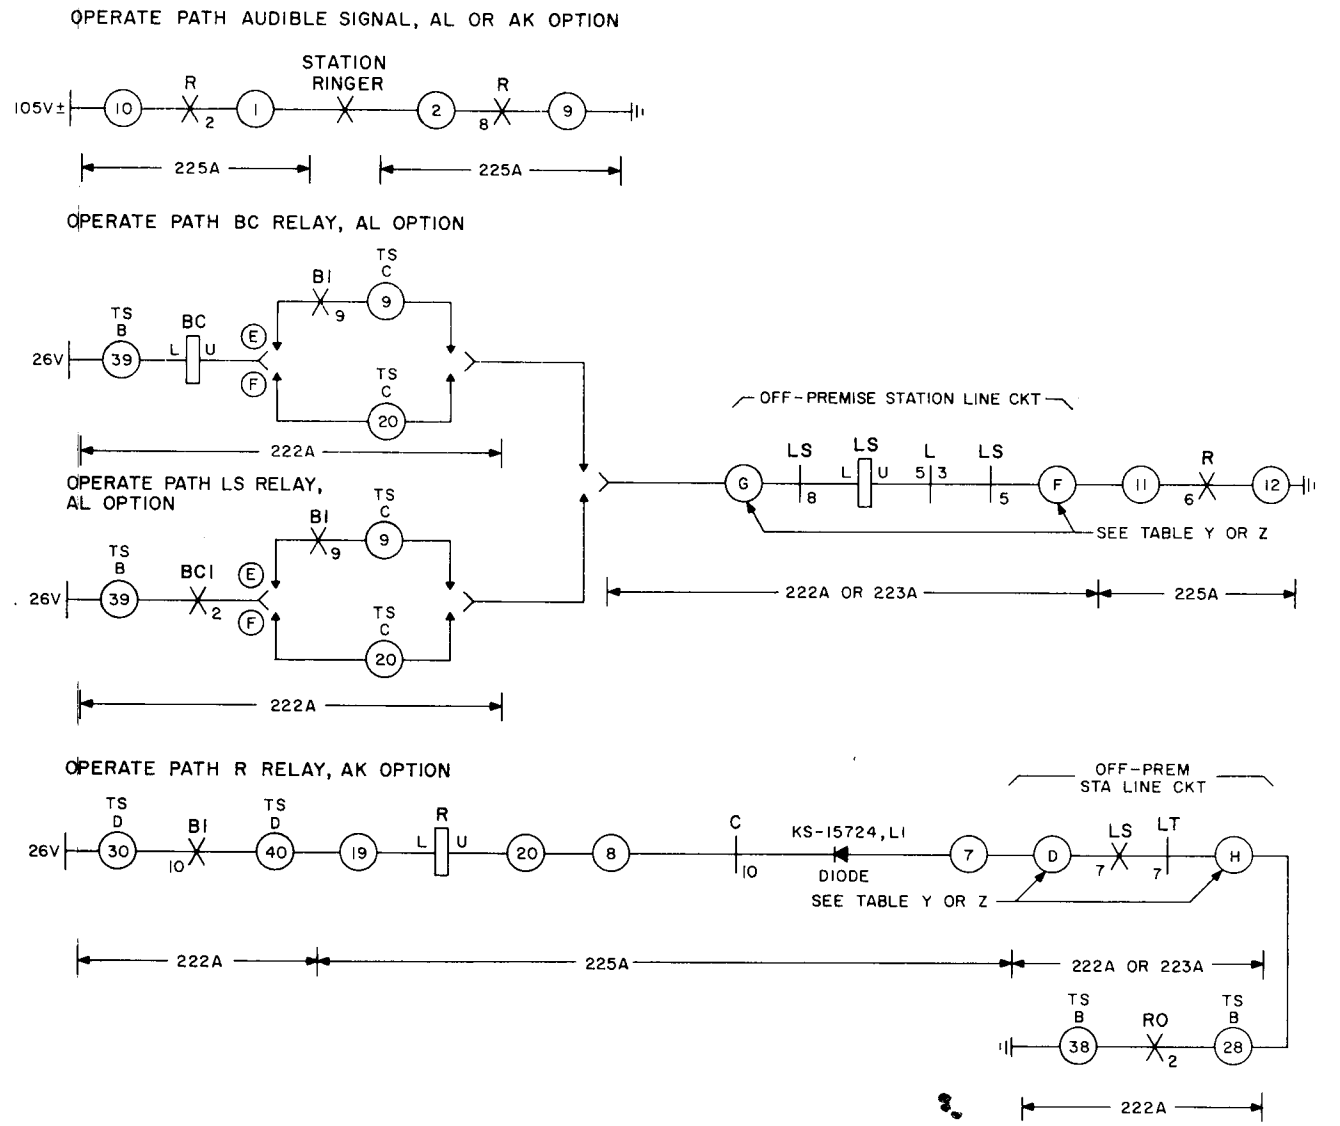 OPERATE PATH AUDIBLE SIGNAL, AL OR AK OPTION
STATION
RINGER
R
R
105V±
10
2
1
2
8
9
225A
225A
OPERATE PATH BC RELAY, AL OPTION
TS
C
B1
9
9
TS
B
BC
26V
39
L
U
E
F
TS
C
20
222A
OPERATE PATH LS RELAY,
AL OPTION
TS
C
B1
9
9
TS
B
BC1
26V
39
2
E
F
TS
C
20
222A
OFF-PREMISE STATION LINE CKT
LS
LS
L
LS
R
G
8
L
U
5
3
5
F
11
6
12
SEE TABLE Y OR Z
222A OR 223A
225A
OPERATE PATH R RELAY, AK OPTION
OFF-PREM
STA LINE CKT
TS
D
B1
TS
D
R
C
KS-15724, L1
LS
LT
26V
30
10
40
19
L
U
20
8
10
DIODE
7
D
7
7
H
SEE TABLE Y OR Z
222A
225A
222A OR 223A
TS
B
RO
TS
B
38
2
28
222A